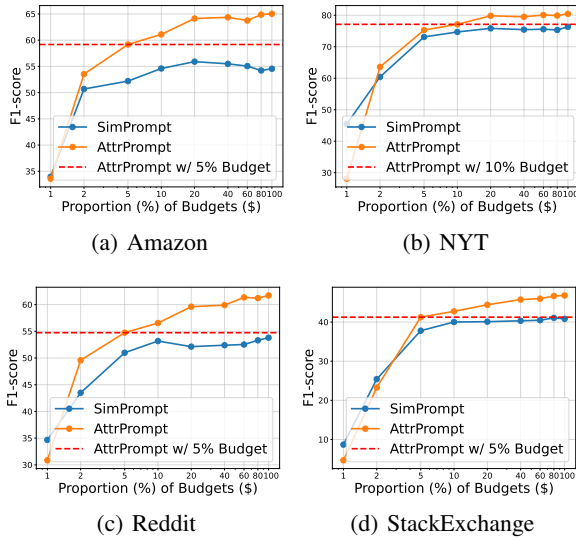 65
60
55
50
45
40
35
F1-score
SimPrompt
AttrPrompt
AttrPrompt w/ 5% Budget
1 2 5 10 20 40 60 80 100
Proportion (%) of Budgets ($)
(a) Amazon
80
70
60
50
40
30
F1-score
SimPrompt
AttrPrompt
AttrPrompt w/ 10% Budget
1 2 5 10 20 40 60 80 100
Proportion (%) of Budgets ($)
(b) NYT
60
55
50
45
40
35
30
F1-score
SimPrompt
AttrPrompt
AttrPrompt w/ 5% Budget
1 2 5 10 20 40 60 80 100
Proportion (%) of Budgets ($)
(c) Reddit
40
30
20
10
F1-score
SimPrompt
AttrPrompt
AttrPrompt w/ 5% Budget
1 2 5 10 20 40 60 80 100
Proportion (%) of Budgets ($)
(d) StackExchange